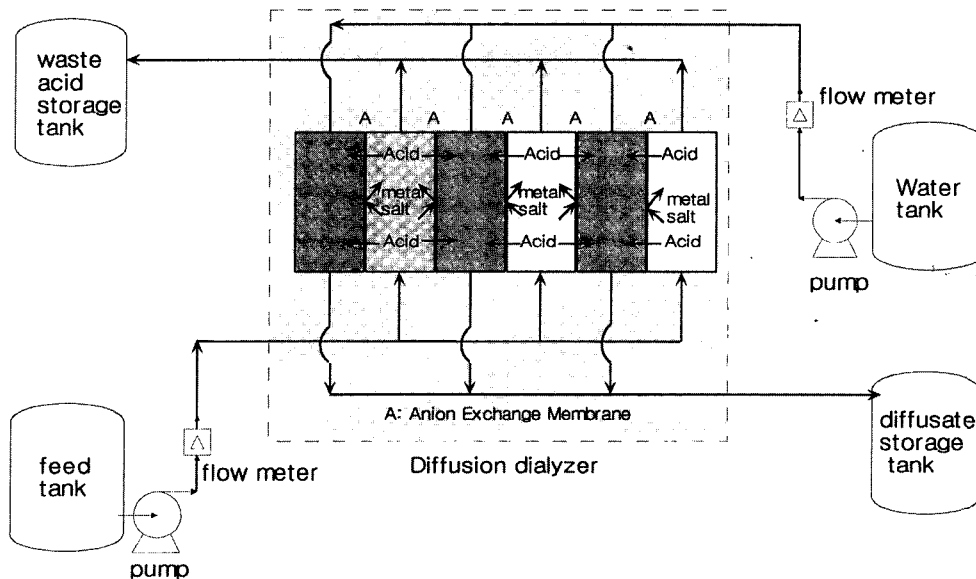 waste
acid
storage
tank
flow meter
Water
tank
pump
A A A A A
Acid Acid Acid
metal
salt
metal
salt
metal
salt
Acid Acid Acid
A: Anion Exchange Membrane
Diffusion dialyzer
feed
tank
flow meter
pump
diffusate
storage
tank